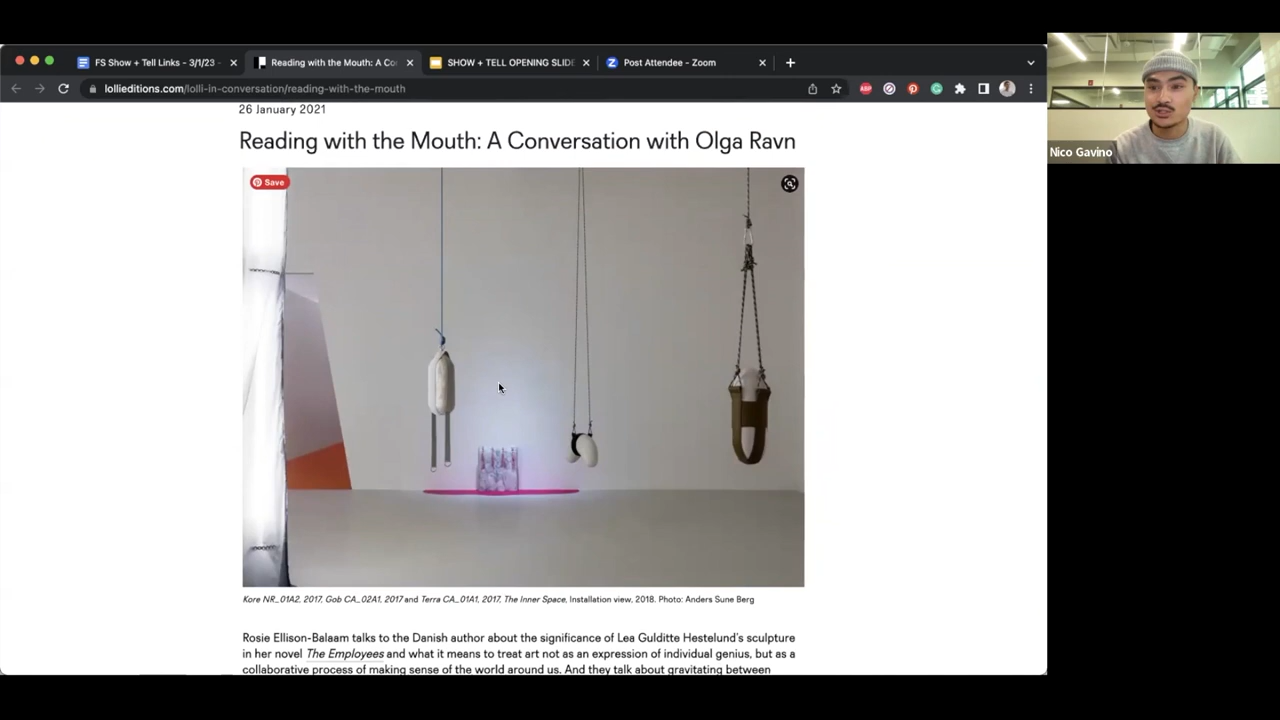 FS Show + Tell Links - 3/1/23 -
Reading with the Mouth: A Co
SHOW + TELL OPENING SLIDE
Post Attendee - Zoom
lollieditions.com/lolli-in-conversation/reading-with-the-mouth
ABP
Nico Gavino
26 January 2021
Reading with the Mouth: A Conversation with Olga Ravn
Save
Kore NR_01A2, 2017, Gob CA_02A1, 2017 and Terra CA_01A1, 2017, The Inner Space, Installation view, 2018. Photo: Anders Sune Berg
Rosie Ellison-Balaam talks to the Danish author about the significance of Lea Gulditte Hestelund's sculpture
in her novel The Employees and what it means to treat art not as an expression of individual genius, but as a
collaborative process of making sense of the world around us. And they talk about gravitating between